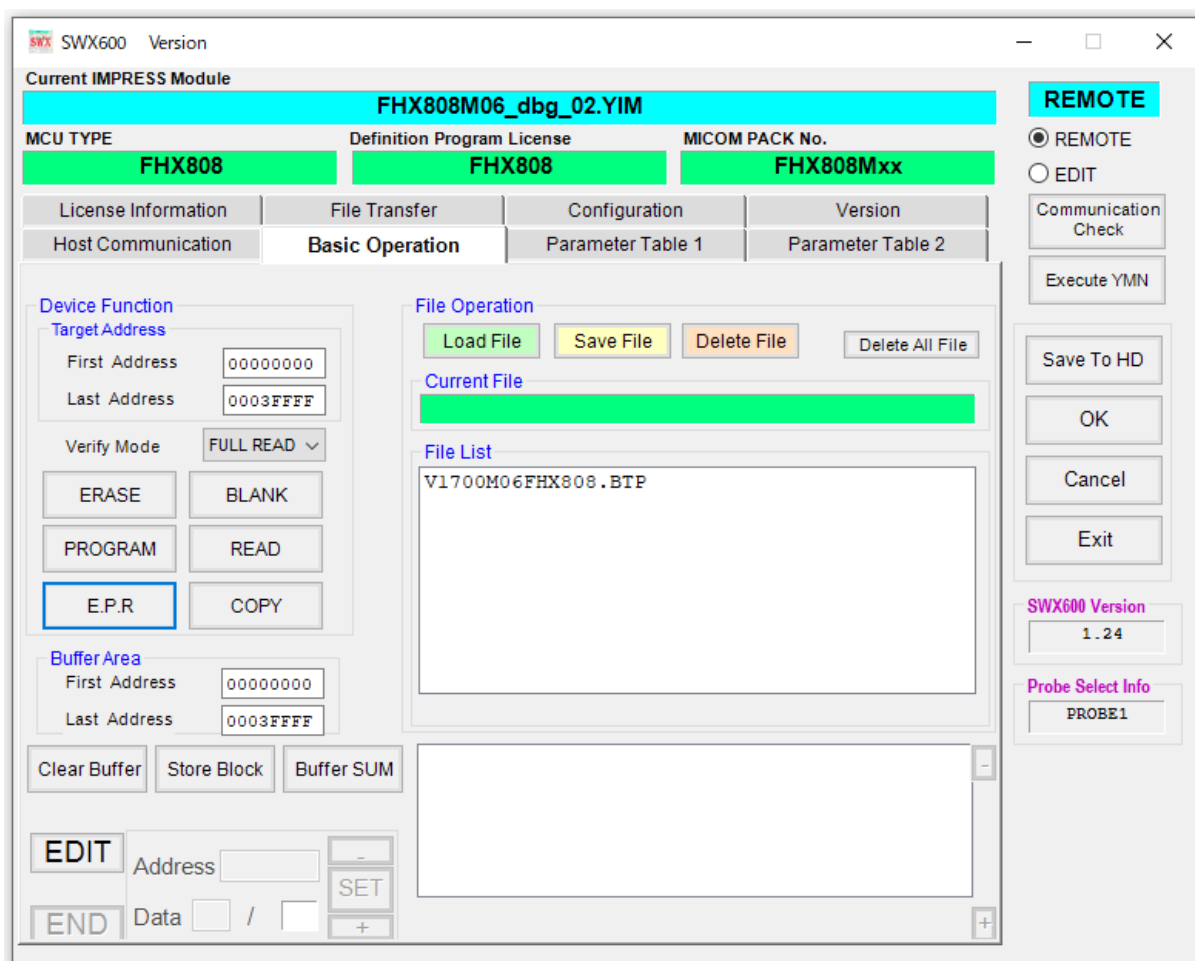 SWX SWX600 Version
Current IMPRESS Module
FHX808M06_dbg_02.YIM
MCU TYPE Definition Program License MICOM PACK No.
FHX808 FHX808 FHX808Mxx
License Information File Transfer Configuration Version
Host Communication Basic Operation Parameter Table 1 Parameter Table 2
Device Function
Target Address
First Address 00000000
Last Address 0003FFFF
Verify Mode FULL READ
ERASE BLANK
PROGRAM READ
E.P.R COPY
Buffer Area
First Address 00000000
Last Address 0003FFFF
Clear Buffer Store Block Buffer SUM
EDIT Address -
SET
END Data / +
File Operation
Load File Save File Delete File Delete All File
Current File
File List
V1700M06FHX808.BTP
-
+
REMOTE
REMOTE
EDIT
Communication
Check
Execute YMN
Save To HD
OK
Cancel
Exit
SWX600 Version
1.24
Probe Select Info
PROBE1